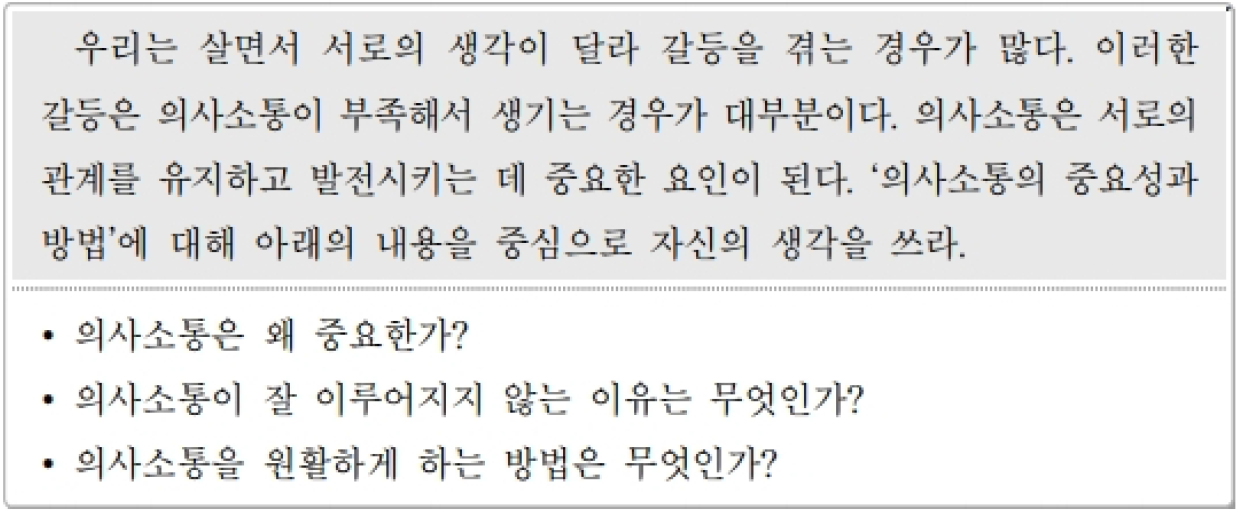 우리는 살면서 서로의 생각이 달라 갈등을 겪는 경우가 많다. 이러한
갈등은 의사소통이 부족해서 생기는 경우가 대부분이다. 의사소통은 서로의
관계를 유지하고 발전시키는 데 중요한 요인이 된다. ‘의사소통의 중요성과
방법’에 대해 아래의 내용을 중심으로 자신의 생각을 쓰라.
• 의사소통은 왜 중요한가?
• 의사소통이 잘 이루어지지 않는 이유는 무엇인가?
• 의사소통을 원활하게 하는 방법은 무엇인가?